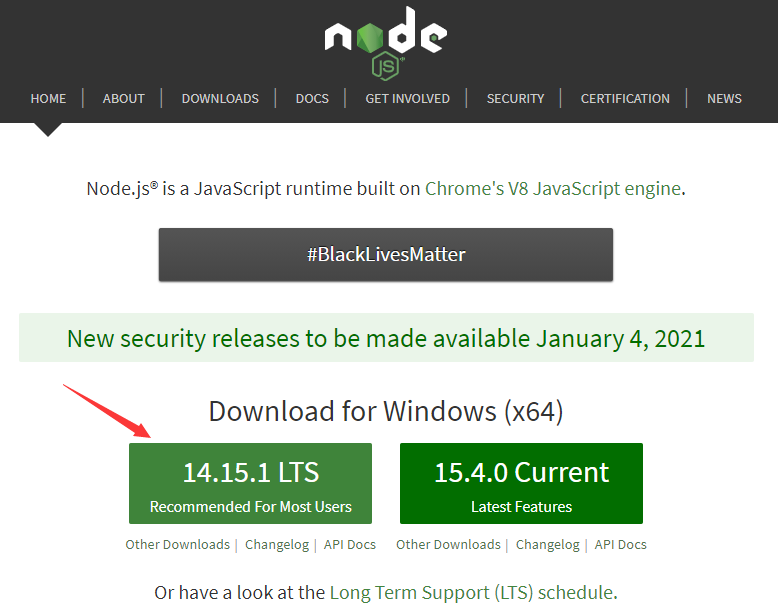 node
JS
HOME | ABOUT | DOWNLOADS | DOCS | GET INVOLVED | SECURITY | CERTIFICATION | NEWS
Node.js® is a JavaScript runtime built on Chrome's V8 JavaScript engine.
#BlackLivesMatter
New security releases to be made available January 4, 2021
Download for Windows (x64)
14.15.1 LTS
Recommended For Most Users
15.4.0 Current
Latest Features
Other Downloads | Changelog | API Docs
Other Downloads | Changelog | API Docs
Or have a look at the Long Term Support (LTS) schedule.